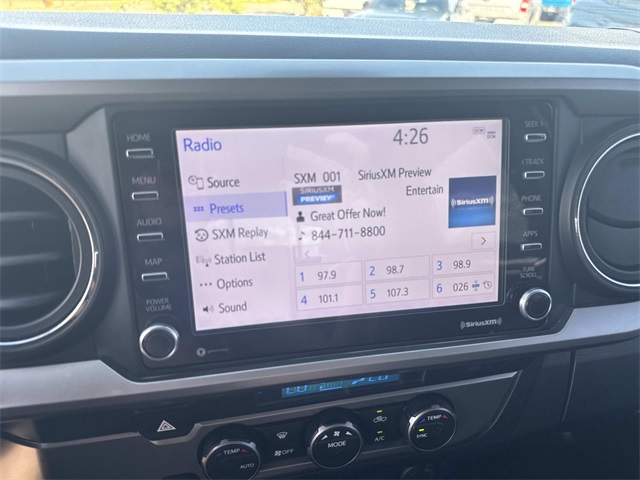 HOME
MENU
AUDIO
MAP
POWER
VOLUME
Radio
4:26
Source
Presets
SXM Replay
Station List
Options
Sound
SXM 001
SiriusXM Preview
Entertain
SIRIUSXM
PREVIEW
Great Offer Now!
844-711-8800
((SiriusXM))
1 97.9
2 98.7
3 98.9
4 101.1
5 107.3
6 026
SEEK
TRACK
PHONE
APPS
TUNE
SCROLL
((SiriusXM))
TEMP
AUTO
OFF
MODE
A/C
TEMP
SYNC